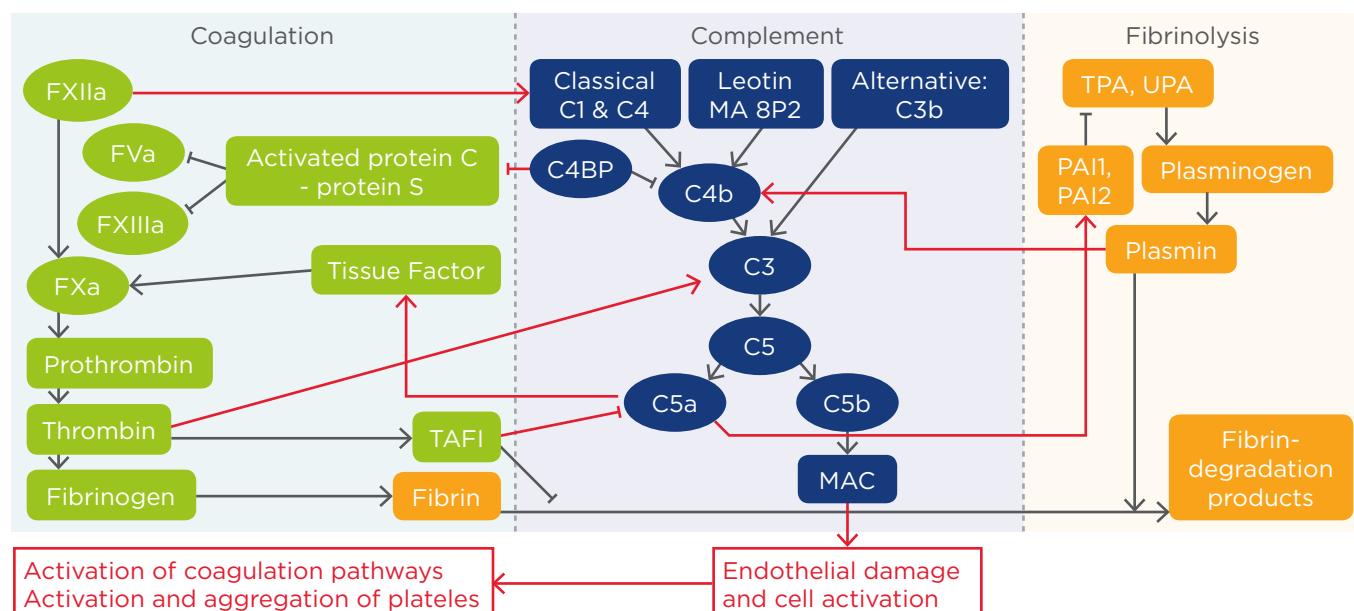 Coagulation
Complement
Fibrinolysis
FXIIa
FVa
FXIIIa
Activated protein C
- protein S
FXa
Tissue Factor
Prothrombin
Thrombin
TAFI
Fibrinogen
Fibrin
Classical
C1 & C4
Leotin
MA 8P2
Alternative:
C3b
C4BP
C4b
C3
C5
C5a
C5b
MAC
TPA, UPA
PAI1,
PAI2
Plasminogen
Plasmin
Fibrin-
degradation
products
Activation of coagulation pathways
Activation and aggregation of plateles
Endothelial damage
and cell activation